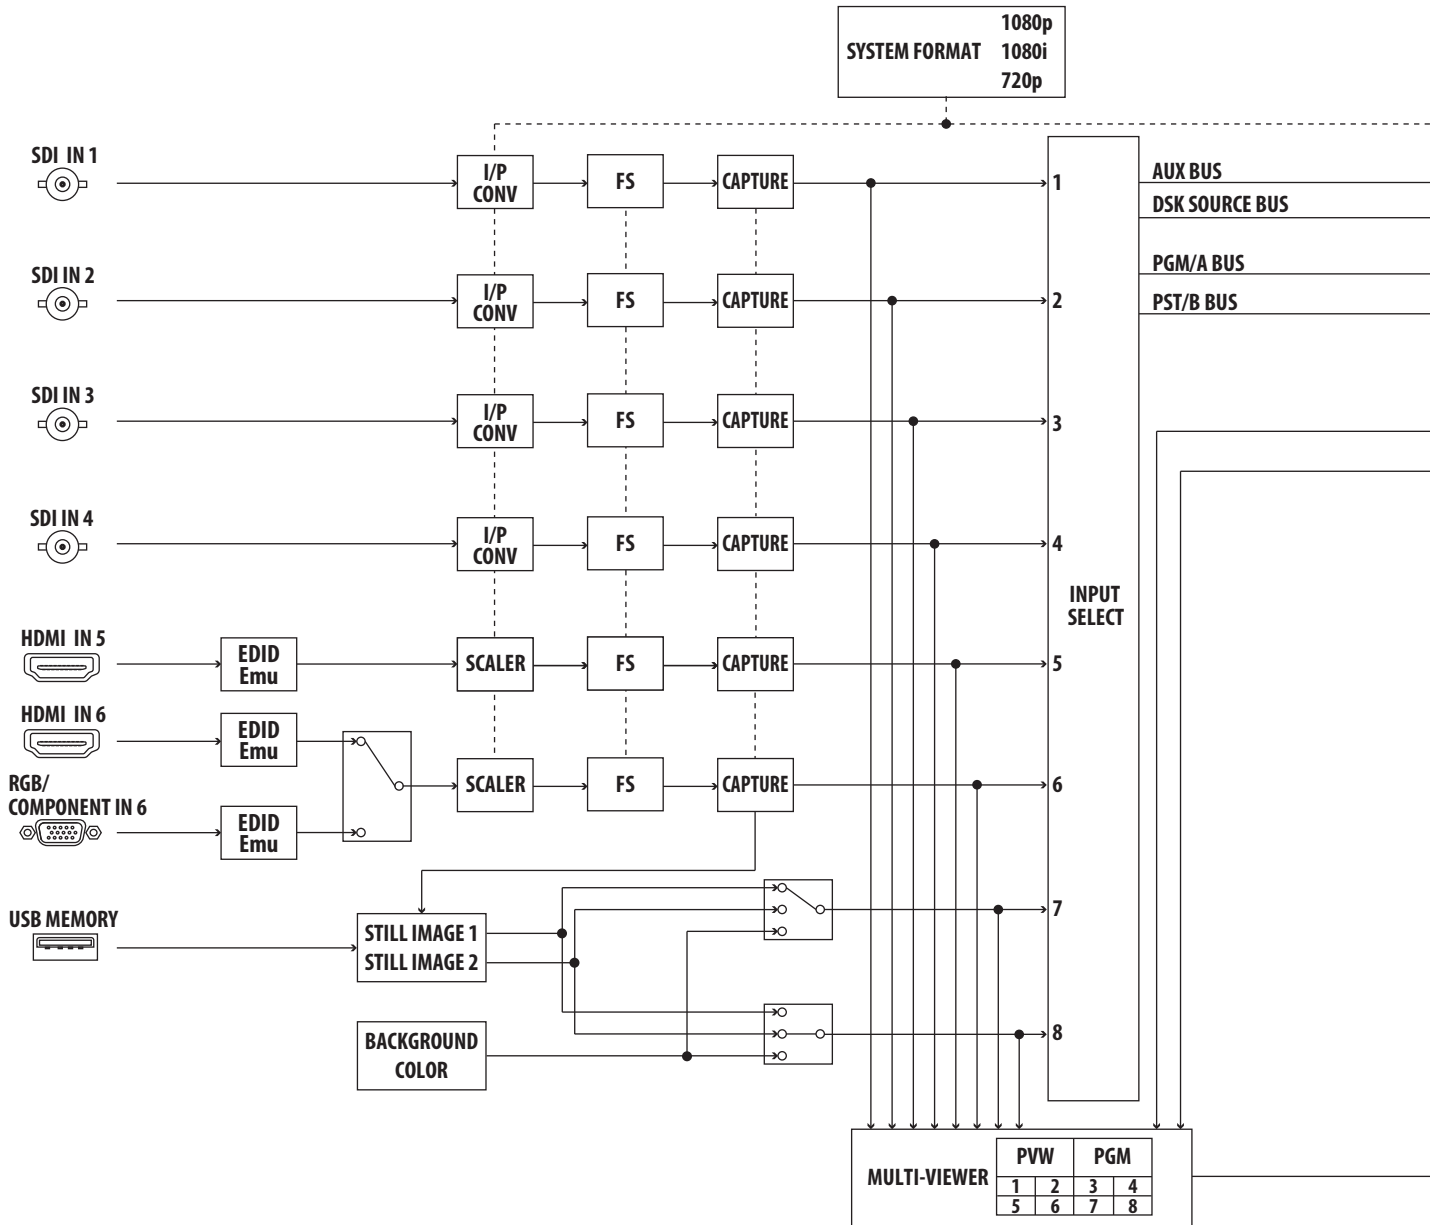 SYSTEM FORMAT
1080p
1080i
720p
SDI IN 1
I/P
CONV
FS
CAPTURE
1
AUX BUS
DSK SOURCE BUS
PGM/A BUS
PST/B BUS
SDI IN 2
I/P
CONV
FS
CAPTURE
2
SDI IN 3
I/P
CONV
FS
CAPTURE
3
SDI IN 4
I/P
CONV
FS
CAPTURE
4
INPUT
SELECT
HDMI IN 5
EDID
Emu
SCALER
FS
CAPTURE
5
HDMI IN 6
EDID
Emu
RGB/
COMPONENT IN 6
EDID
Emu
SCALER
FS
CAPTURE
6
USB MEMORY
STILL IMAGE 1
STILL IMAGE 2
7
BACKGROUND
COLOR
8
MULTI-VIEWER
PVW PGM
1 2 3 4
5 6 7 8